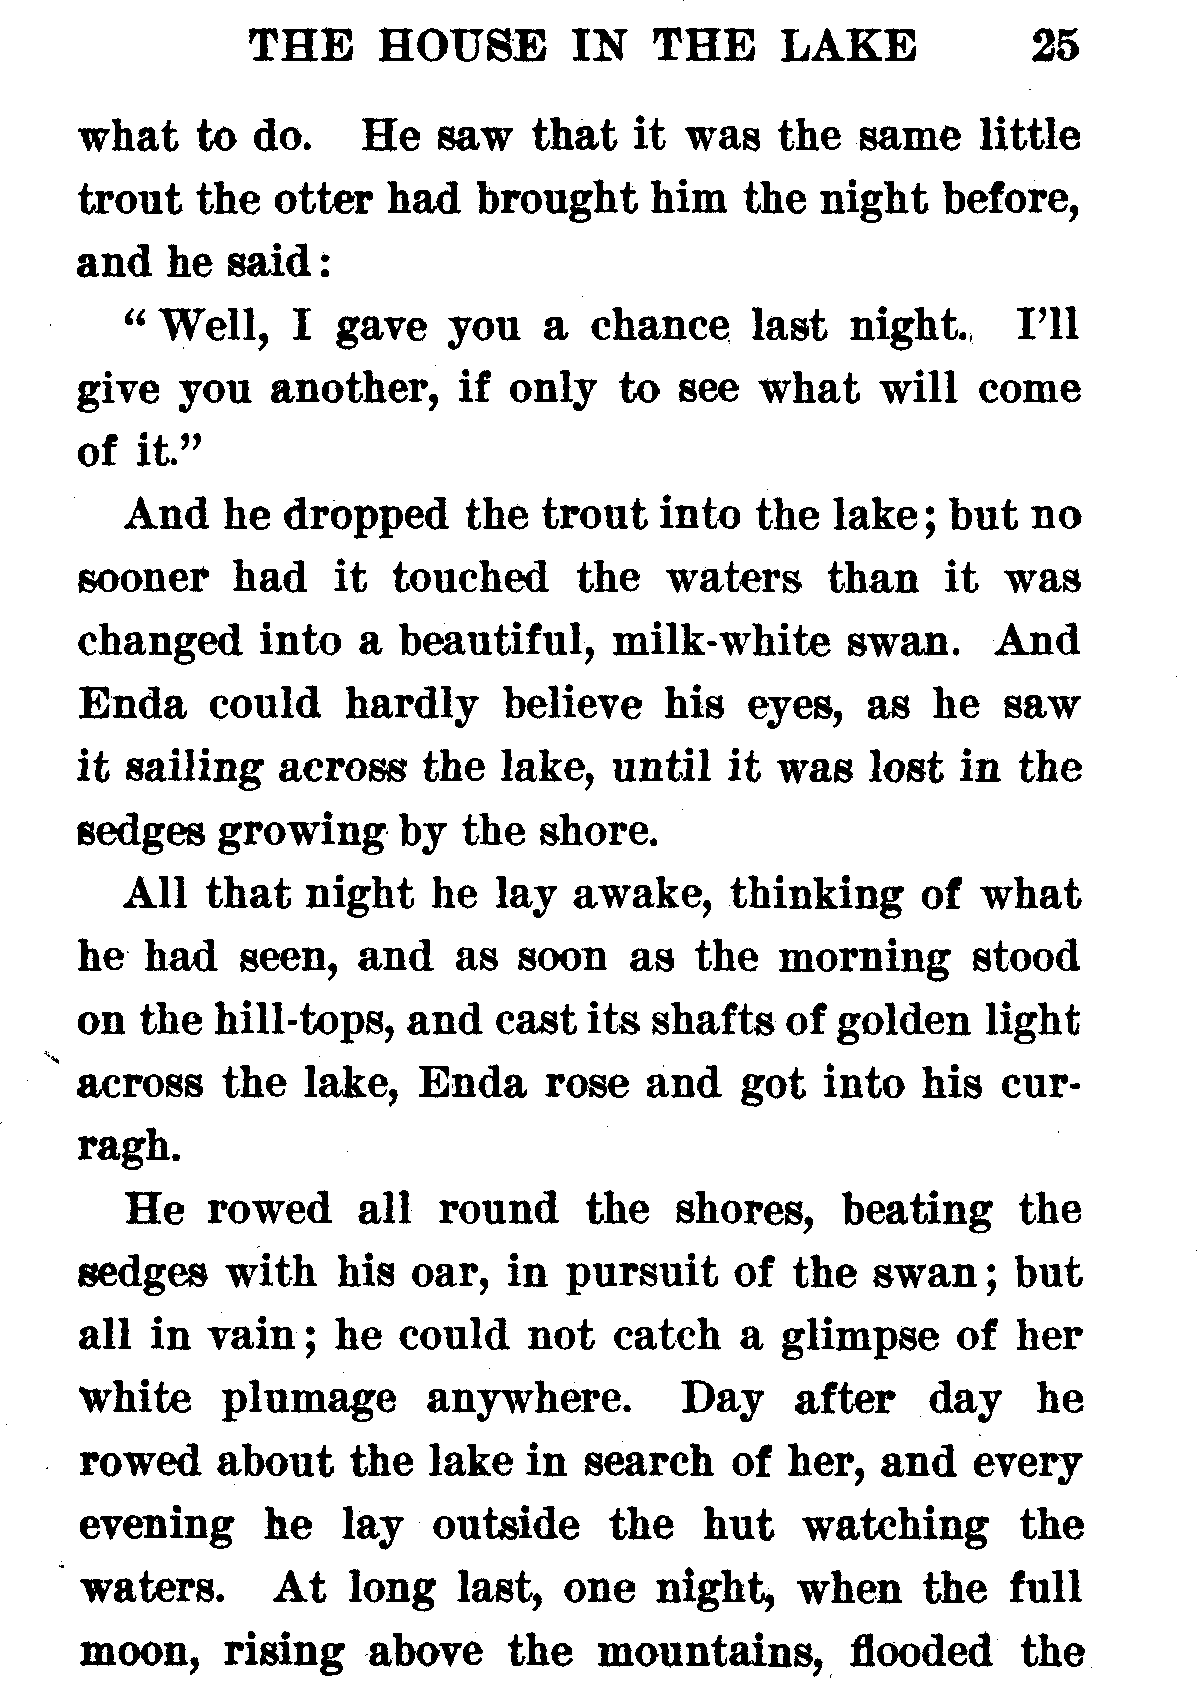 THE HOUSE IN THE LAKE 25
what to do. He saw that it was the same little
trout the otter had brought him the night before,
and he said:
“Well, I gave you a chance last night. I’ll
give you another, if only to see what will come
of it.”
And he dropped the trout into the lake; but no
sooner had it touched the waters than it was
changed into a beautiful, milk-white swan. And
Enda could hardly believe his eyes, as he saw
it sailing across the lake, until it was lost in the
sedges growing by the shore.
All that night he lay awake, thinking of what
he had seen, and as soon as the morning stood
on the hill-tops, and cast its shafts of golden light
across the lake, Enda rose and got into his cur-
ragh.
He rowed all round the shores, beating the
sedges with his oar, in pursuit of the swan; but
all in vain; he could not catch a glimpse of her
white plumage anywhere. Day after day he
rowed about the lake in search of her, and every
evening he lay outside the hut watching the
waters. At long last, one night, when the full
moon, rising above the mountains, flooded the